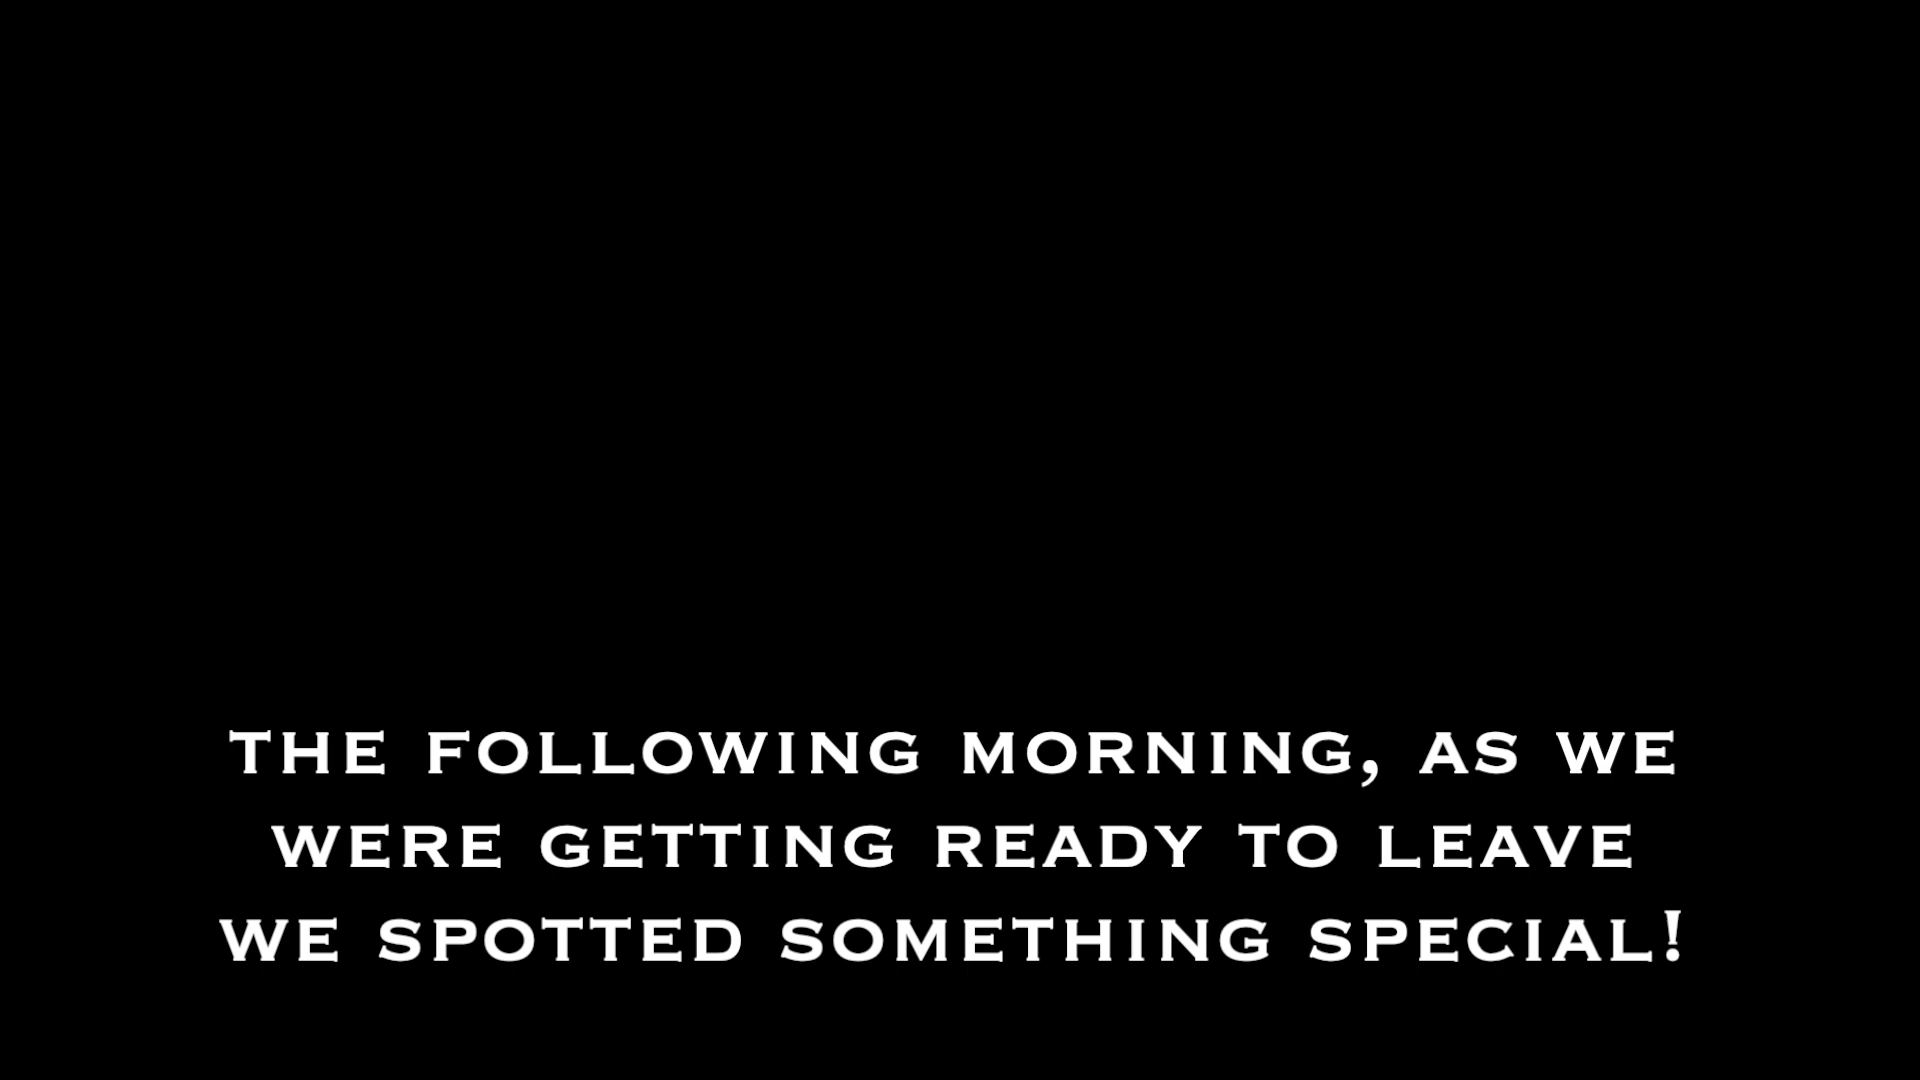 THE FOLLOWING MORNING, AS WE
WERE GETTING READY TO LEAVE
WE SPOTTED SOMETHING SPECIAL!